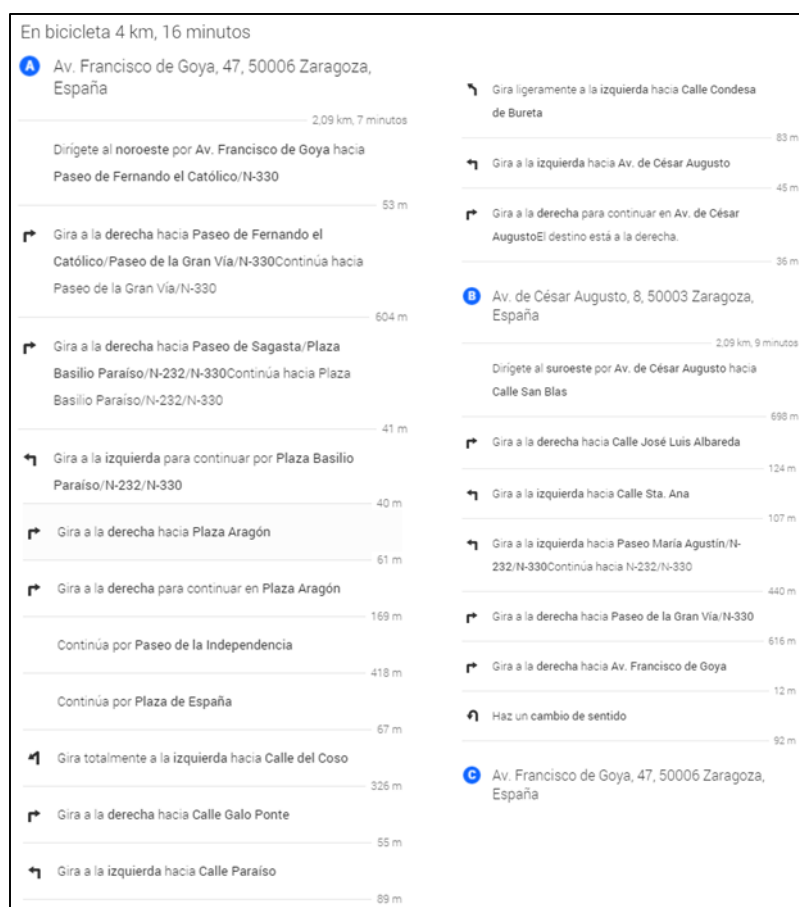 En bicicleta 4 km, 16 minutos
A
Av. Francisco de Goya, 47, 50006 Zaragoza,
España
2,09 km, 7 minutos
Dirígete al noroeste por Av. Francisco de Goya hacia
Paseo de Fernando el Católico/N-330
53 m
Gira a la derecha hacia Paseo de Fernando el
Católico/Paseo de la Gran Vía/N-330Continúa hacia
Paseo de la Gran Vía/N-330
604 m
Gira a la derecha hacia Paseo de Sagasta/Plaza
Basilio Paraíso/N-232/N-330Continúa hacia Plaza
Basilio Paraíso/N-232/N-330
41 m
Gira a la izquierda para continuar por Plaza Basilio
Paraíso/N-232/N-330
40 m
Gira a la derecha hacia Plaza Aragón
61 m
Gira a la derecha para continuar en Plaza Aragón
169 m
Continúa por Paseo de la Independencia
418 m
Continúa por Plaza de España
67 m
Gira totalmente a la izquierda hacia Calle del Coso
326 m
Gira a la derecha hacia Calle Galo Ponte
55 m
Gira a la izquierda hacia Calle Paraíso
89 m
Gira ligeramente a la izquierda hacia Calle Condesa
de Bureta
83 m
Gira a la izquierda hacia Av. de César Augusto
45 m
Gira a la derecha para continuar en Av. de César
AugustoEl destino está a la derecha.
36 m
B
Av. de César Augusto, 8, 50003 Zaragoza,
España
2,09 km, 9 minutos
Dirígete al suroeste por Av. de César Augusto hacia
Calle San Blas
698 m
Gira a la derecha hacia Calle José Luis Albareda
124 m
Gira a la izquierda hacia Calle Sta. Ana
107 m
Gira a la izquierda hacia Paseo María Agustín/N-
232/N-330Continúa hacia N-232/N-330
440 m
Gira a la derecha hacia Paseo de la Gran Vía/N-330
616 m
Gira a la derecha hacia Av. Francisco de Goya
12 m
Haz un cambio de sentido
92 m
C
Av. Francisco de Goya, 47, 50006 Zaragoza,
España